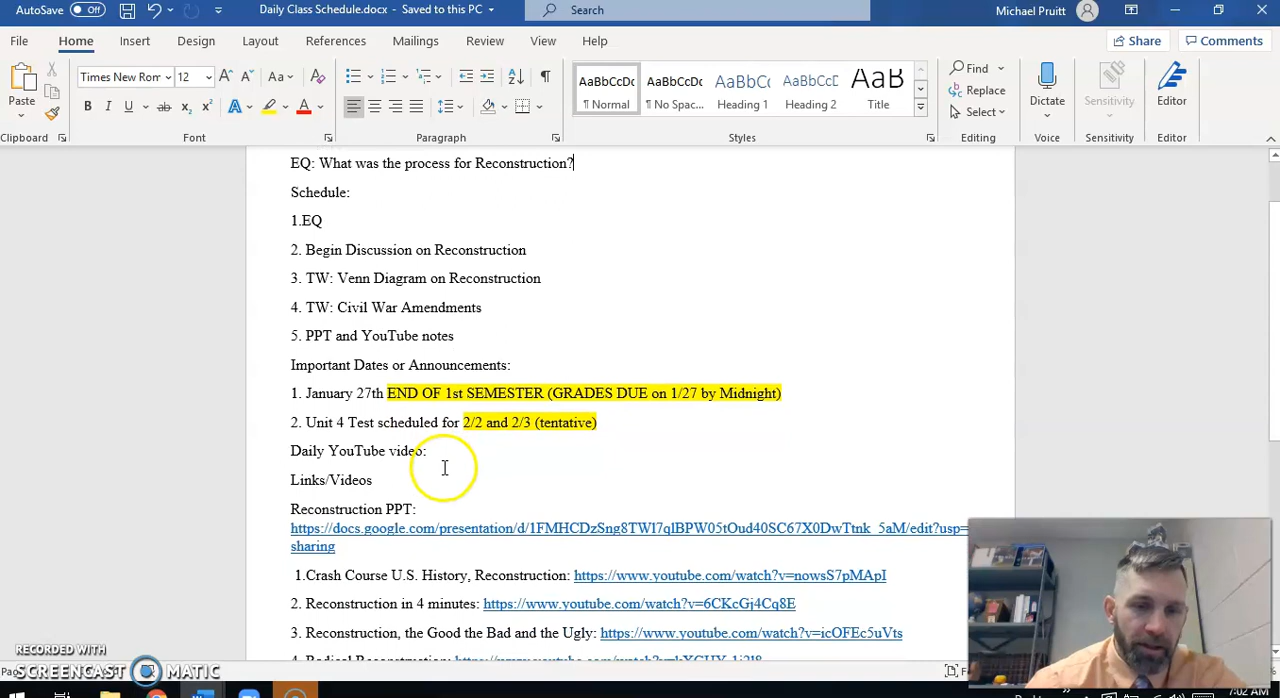 AutoSave Off Daily Class Schedule.docx - Saved to this PC Search Michael Pruitt
File Home Insert Design Layout References Mailings Review View Help Share Comments
Paste Times New Rom 12 Aa B I U ab x2 x2 A A A
AaBbCcDc AaBbCcDc AaBbCc AaBbCcD AaB
¶ Normal ¶ No Spac... Heading 1 Heading 2 Title
Find Replace Select Dictate Sensitivity Editor
Clipboard Font Paragraph Styles Editing Voice Sensitivity Editor
EQ: What was the process for Reconstruction?
Schedule:
1.EQ
2. Begin Discussion on Reconstruction
3. TW: Venn Diagram on Reconstruction
4. TW: Civil War Amendments
5. PPT and YouTube notes
Important Dates or Announcements:
1. January 27th END OF 1st SEMESTER (GRADES DUE on 1/27 by Midnight)
2. Unit 4 Test scheduled for 2/2 and 2/3 (tentative)
Daily YouTube video:
Links/Videos
Reconstruction PPT:
https://docs.google.com/presentation/d/1FMHCDzSng8TWl7qlBPW05tOud40SC67X0DwTtnk_5aM/edit?usp=
sharing
1.Crash Course U.S. History, Reconstruction: https://www.youtube.com/watch?v=nowsS7pMApI
2. Reconstruction in 4 minutes: https://www.youtube.com/watch?v=6CKcGj4Cq8E
3. Reconstruction, the Good the Bad and the Ugly: https://www.youtube.com/watch?v=icOFEc5uVts
4. Radical Reconstruction:
RECORDED WITH
SCREENCAST MATIC
7:02 AM